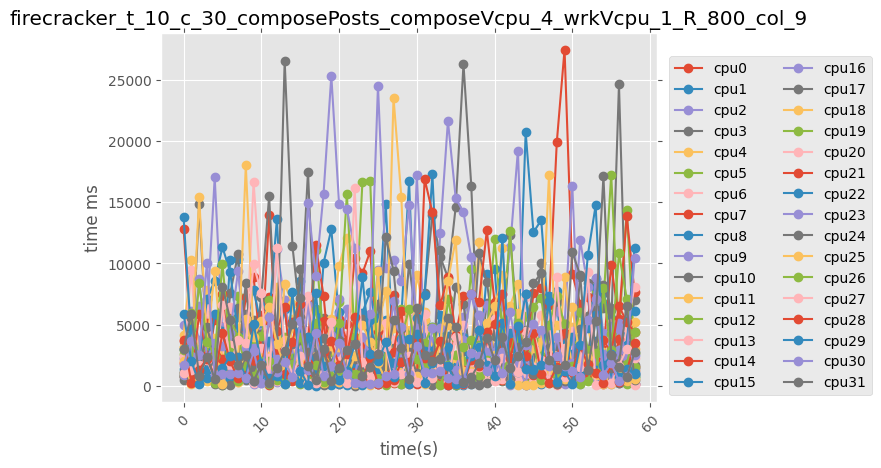 firecracker_t_10_c_30_composePosts_composeVcpu_4_wrkVcpu_1_R_800_col_9
time ms
25000
20000
15000
10000
5000
0
0
10
20
30
40
50
60
time(s)
cpu0
cpu1
cpu2
cpu3
cpu4
cpu5
cpu6
cpu7
cpu8
cpu9
cpu10
cpu11
cpu12
cpu13
cpu14
cpu15
cpu16
cpu17
cpu18
cpu19
cpu20
cpu21
cpu22
cpu23
cpu24
cpu25
cpu26
cpu27
cpu28
cpu29
cpu30
cpu31